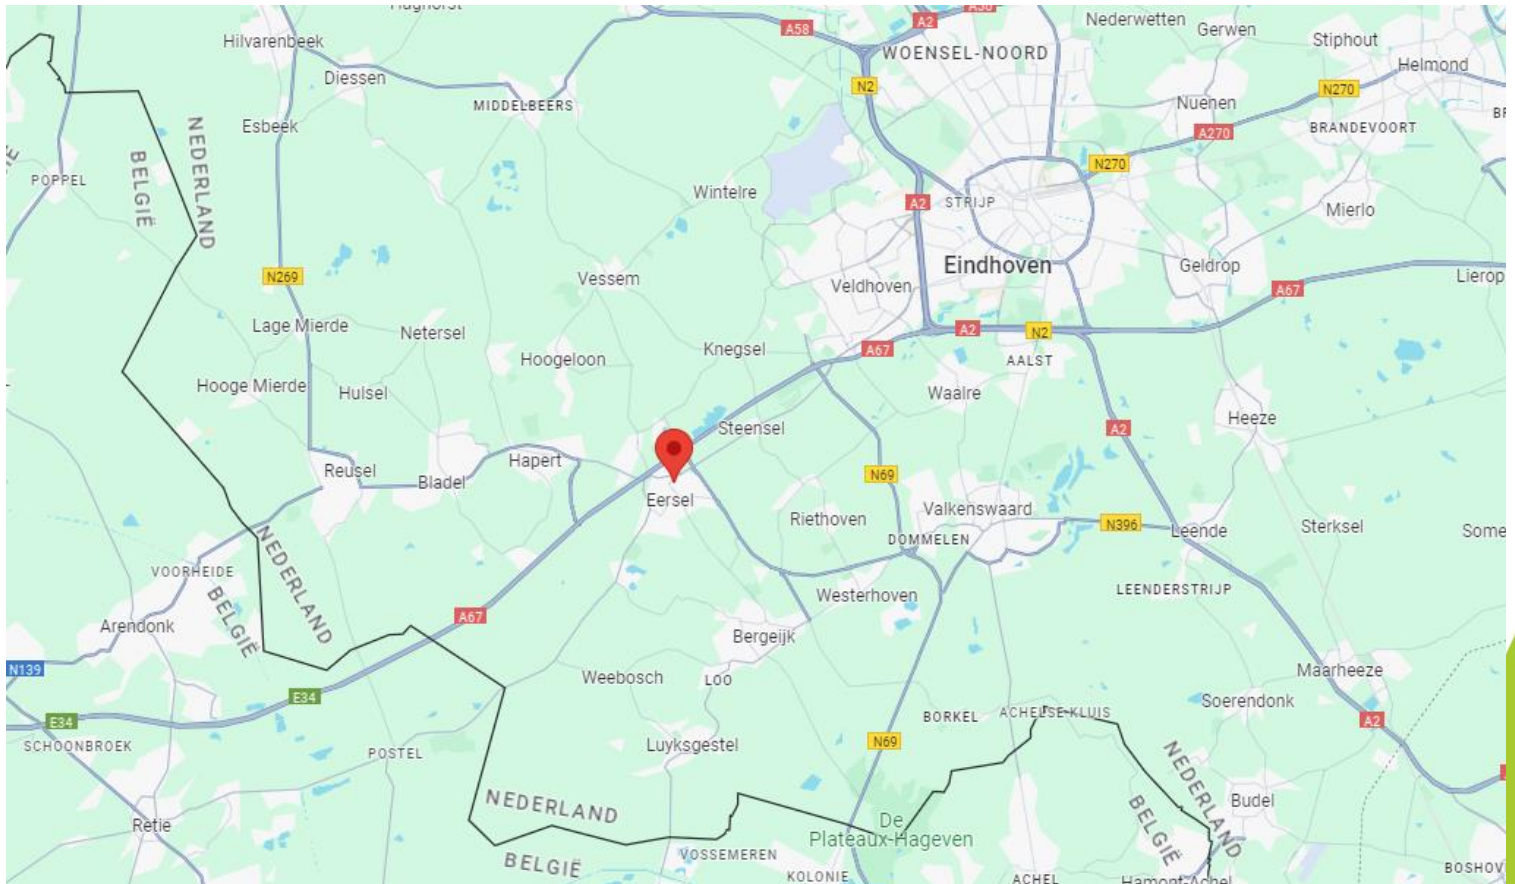 A58
A2
Nederwetten
Gerwen
Stiphout
Helmond
Hilvarenbeek
Diessen
WOENSEL-NOORD
N2
N270
Nuenen
MIDDELBEERS
Esbeek
A270
BRANDEVOORT
NEDERLAND
BELGIË
POPPEL
N270
Wintelre
A2
STRIJP
Mierlo
Eindhoven
Geldrop
N269
Vessem
Veldhoven
A67
Lierop
Lage Mierde
Netersel
A2
N2
Hoogeloon
Knegsel
A67
AALST
Hooge Mierde
Hulsel
Waalre
Steensel
A2
Heeze
Reusel
Bladel
Hapert
N69
Eersel
Riethoven
Valkenswaard
N396
Leende
Sterksel
Some
DOMMELEN
NEDERLAND
VOORHEIDE
BELGIË
Westerhoven
LEENDERSTRIJP
A67
Arendonk
Bergeijk
N139
Weebosch
LOO
Maarheeze
E34
Soerendonk
E34
BORKEL
ACHELSE-KLUIS
A2
SCHOONBROEK
POSTEL
Luyksgestel
N69
NEDERLAND
BELGIË
Budel
NEDERLAND
Retie
De
Plateaux-Hageven
BELGIË
VOSSEMEREN
KOLONIE
ACHEL
Hamont-Achel
BOSHOV